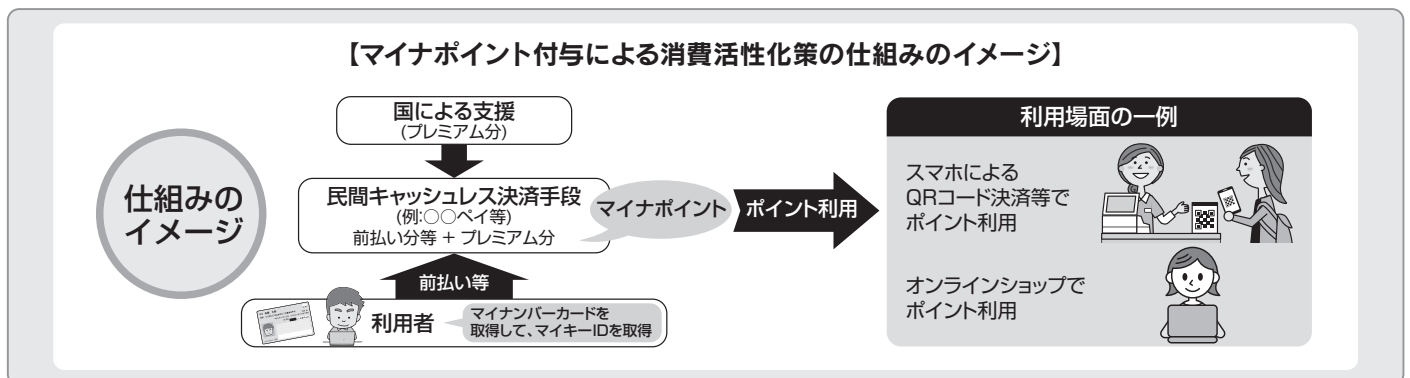 【マイナポイント付与による消費活性化策の仕組みのイメージ】
仕組みの
イメージ
国による支援
(プレミアム分)
民間キャッシュレス決済手段
(例:○○ペイ等)
前払い分等 + プレミアム分
マイナポイント
ポイント利用
前払い等
利用者
マイナンバーカードを
取得して、マイキーIDを取得
利用場面の一例
スマホによる
QRコード決済等で
ポイント利用
オンラインショップで
ポイント利用